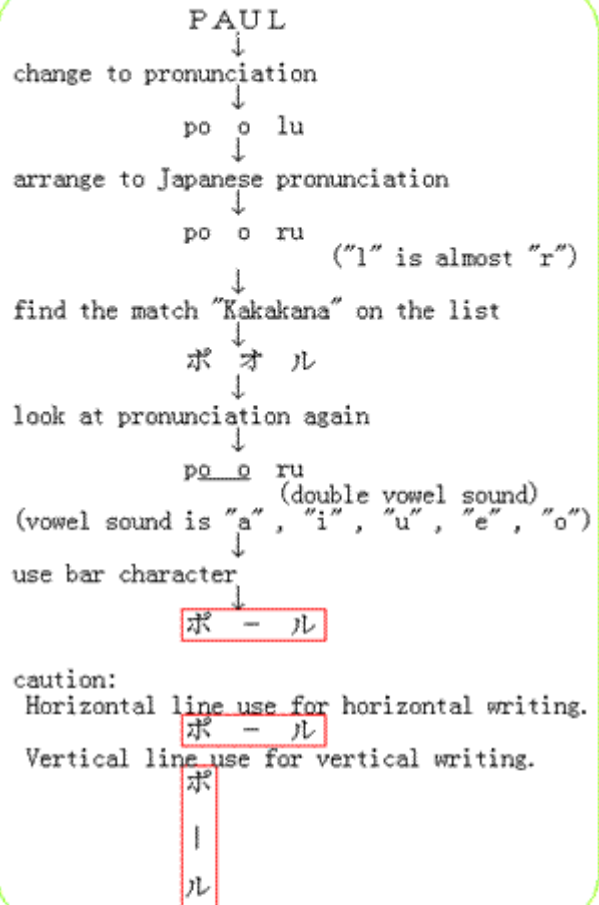 PAUL
↓
change to pronunciation
↓
po o lu
↓
arrange to Japanese pronunciation
↓
po o ru
("l" is almost "r")
↓
find the match "Kakakana" on the list
↓
ポ オ ル
↓
look at pronunciation again
↓
po o ru
(double vowel sound)
(vowel sound is "a", "i", "u", "e", "o")
↓
use bar character
↓
ポ ー ル
caution:
Horizontal line use for horizontal writing.
ポ ー ル
Vertical line use for vertical writing.
ポ
｜
ル